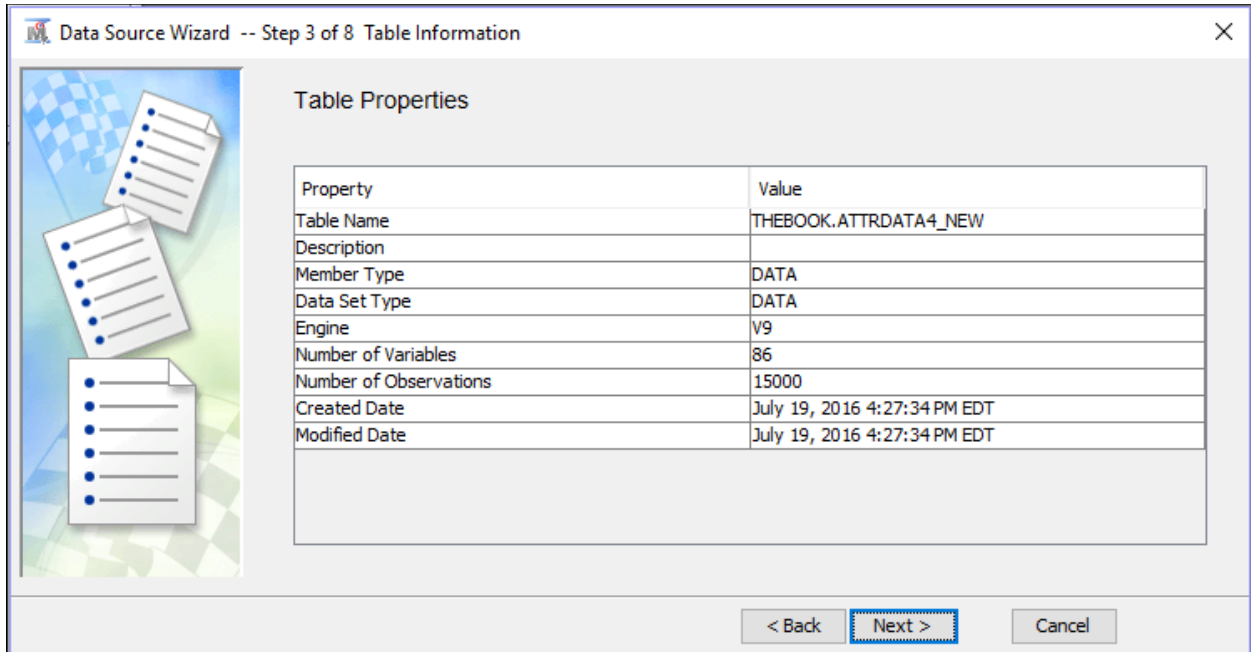 Data Source Wizard -- Step 3 of 8 Table Information
Table Properties
Property Value
Table Name THEBOOK.ATTRDATA4_NEW
Description
Member Type DATA
Data Set Type DATA
Engine V9
Number of Variables 86
Number of Observations 15000
Created Date July 19, 2016 4:27:34 PM EDT
Modified Date July 19, 2016 4:27:34 PM EDT
< Back Next > Cancel